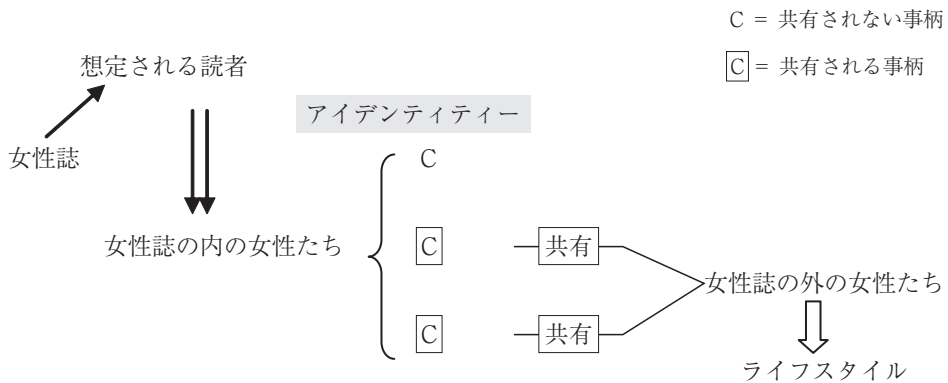 C = 共有されない事柄
C = 共有される事柄
想定される読者
アイデンティティー
女性誌
C
女性誌の内の女性たち
C
共有
女性誌の外の女性たち
C
共有
ライフスタイル